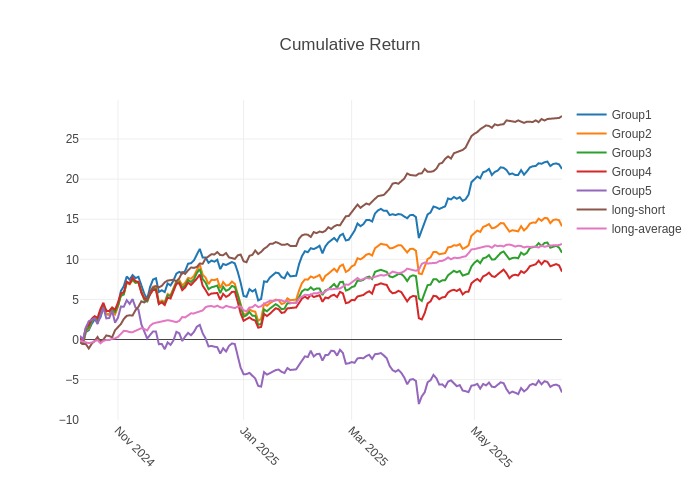 Cumulative Return
25
20
15
10
5
0
−5
−10
Nov 2024
Jan 2025
Mar 2025
May 2025
Group1
Group2
Group3
Group4
Group5
long-short
long-average